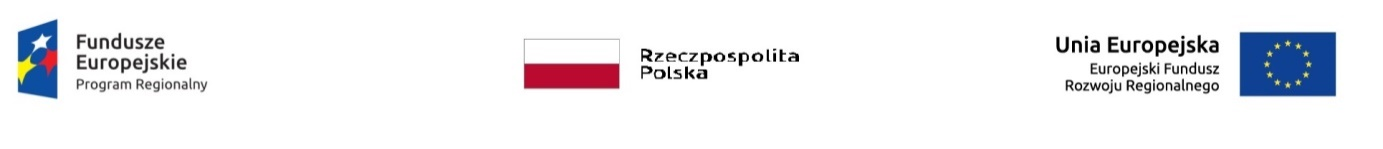 Fundusze
Europejskie
Program Regionalny
Rzeczpospolita
Polska
Unia Europejska
Europejski Fundusz
Rozwoju Regionalnego